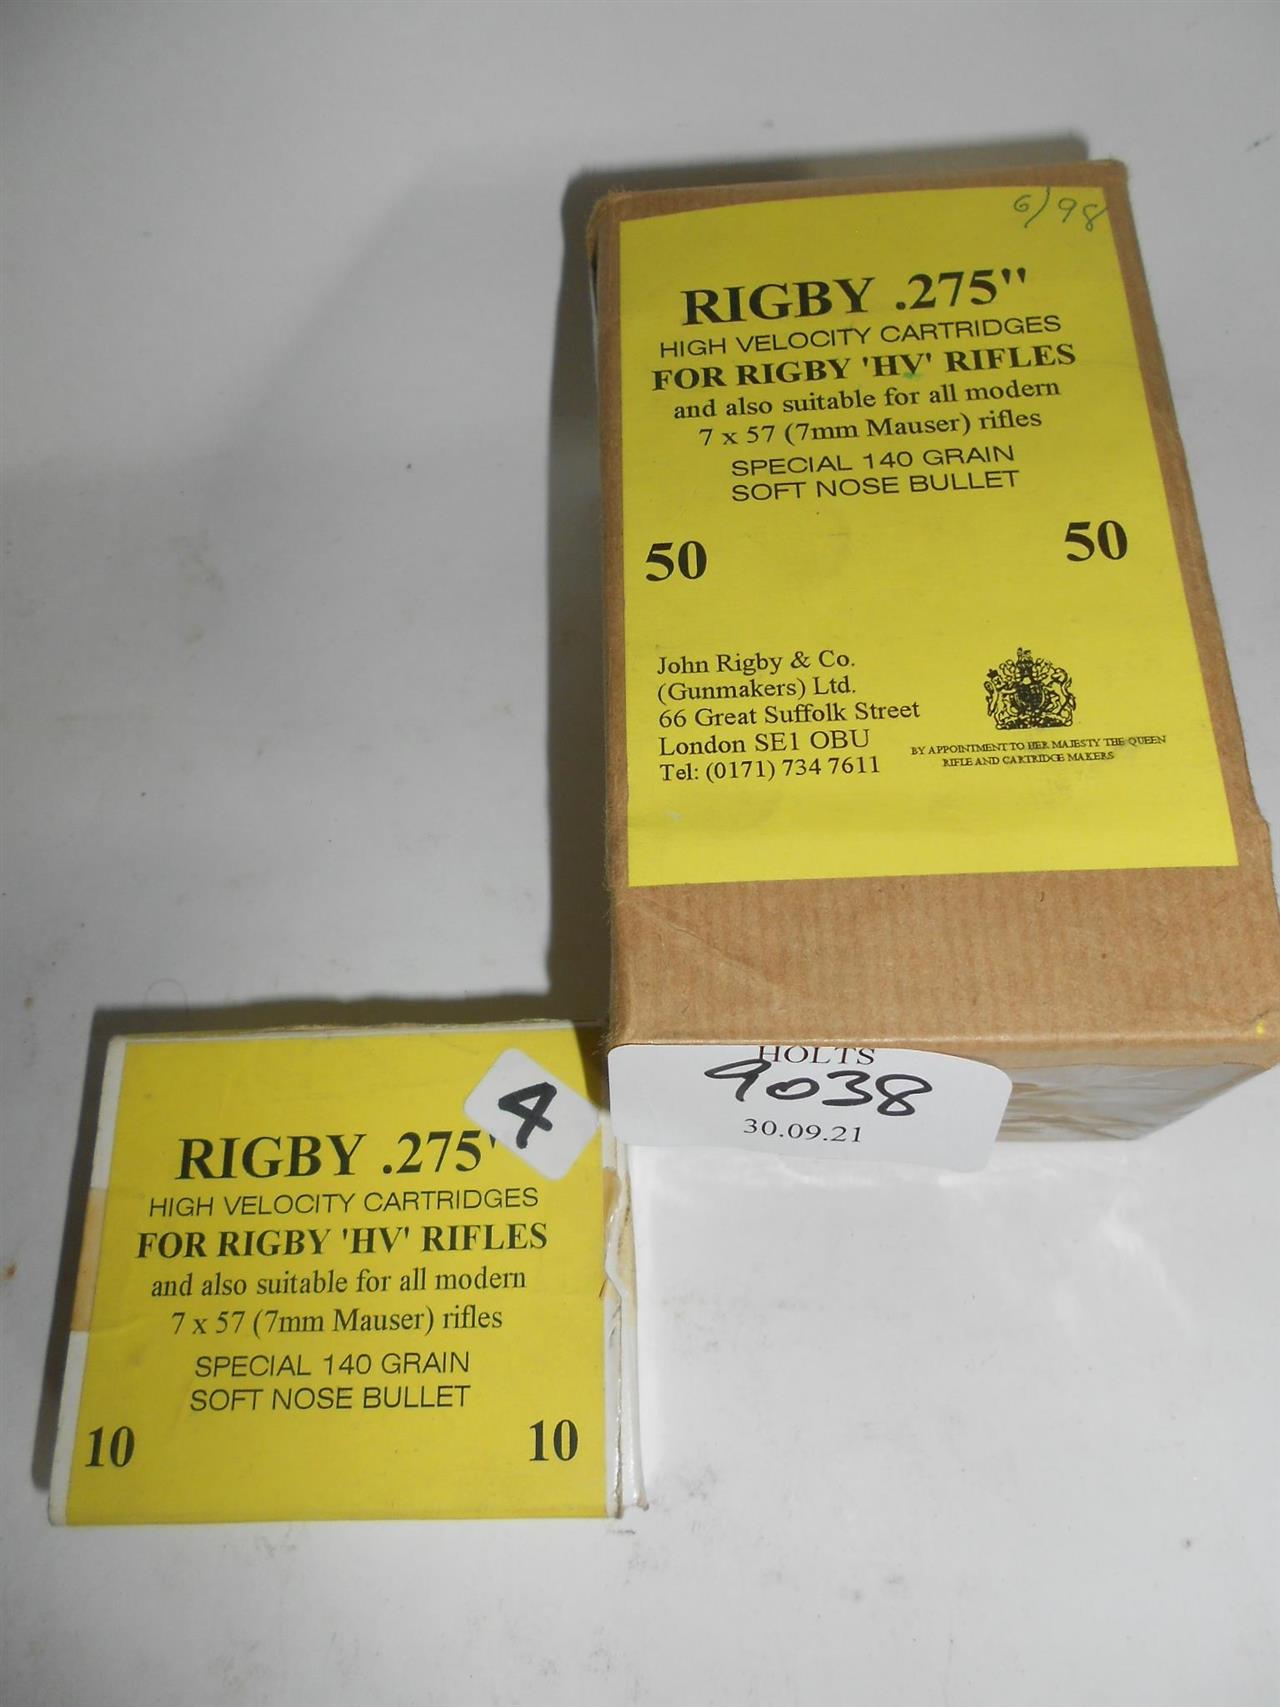 6/98
RIGBY .275"
HIGH VELOCITY CARTRIDGES
FOR RIGBY 'HV' RIFLES
and also suitable for all modern
7 x 57 (7mm Mauser) rifles
SPECIAL 140 GRAIN
SOFT NOSE BULLET
50 50
John Rigby & Co.
(Gunmakers) Ltd.
66 Great Suffolk Street
London SE1 OBU
Tel: (0171) 734 7611
BY APPOINTMENT TO HER MAJESTY THE QUEEN
RIFLE AND CARTRIDGE MAKERS
HOLTS
9038
30.09.21
4
RIGBY .275"
HIGH VELOCITY CARTRIDGES
FOR RIGBY 'HV' RIFLES
and also suitable for all modern
7 x 57 (7mm Mauser) rifles
SPECIAL 140 GRAIN
SOFT NOSE BULLET
10 10